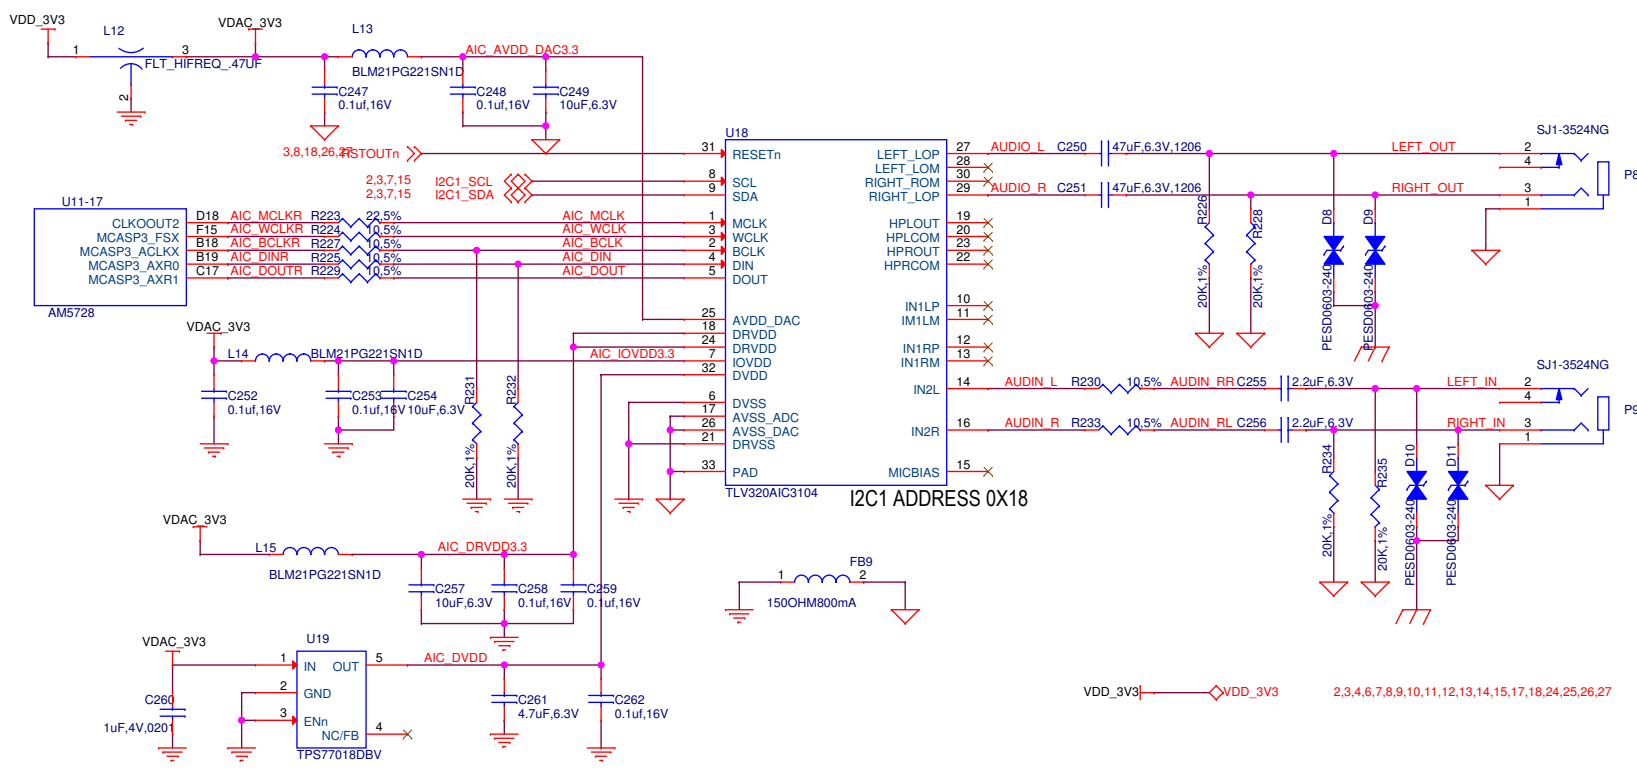 VDD_3V3
L12
VDAC_3V3
L13
1
3
FLT_HIFREQ_.47UF
2
BLM21PG221SN1D
AIC_AVDD_DAC3.3
C247
0.1uf,16V
C248
0.1uf,16V
C249
10uF,6.3V
3,8,18,26,27
RSTOUTn
2,3,7,15 I2C1_SCL
2,3,7,15 I2C1_SDA
U11-17
CLKOOUT2 D18 AIC_MCLKR R223 22,5% AIC_MCLK
MCASP3_FSX F15 AIC_WCLKR R224 10,5% AIC_WCLK
MCASP3_ACLKX B18 AIC_BCLKR R227 10,5% AIC_BCLK
MCASP3_AXR0 B19 AIC_DINR R225 10,5% AIC_DIN
MCASP3_AXR1 C17 AIC_DOUTR R229 10,5% AIC_DOUT
AM5728
U18
31 RESETn
8 SCL
9 SDA
1 MCLK
3 WCLK
2 BCLK
4 DIN
5 DOUT
25 AVDD_DAC
18 DRVDD
24 DRVDD
7 IOVDD
32 DVDD
6 DVSS
17 AVSS_ADC
26 AVSS_DAC
21 DRVSS
33 PAD
LEFT_LOP 27
LEFT_LOM 28
RIGHT_ROM 30
RIGHT_LOP 29
HPLOUT 19
HPLCOM 20
HPROUT 23
HPRCOM 22
IN1LP 10
IM1LM 11
IN1RP 12
IN1RM 13
IN2L 14
IN2R 16
MICBIAS 15
TLV320AIC3104
I2C1 ADDRESS 0X18
AUDIO_L C250 47uF,6.3V,1206
AUDIO_R C251 47uF,6.3V,1206
R226
20K,1%
R228
20K,1%
D8
PESD0603-240
D9
PESD0603-240
LEFT_OUT
RIGHT_OUT
SJ1-3524NG
2
4
3
1
P8
AUDIN_L R230 10,5% AUDIN_RR C255 2.2uF,6.3V
AUDIN_R R233 10,5% AUDIN_RL C256 2.2uF,6.3V
R234
20K,1%
R235
20K,1%
D10
PESD0603-240
D11
PESD0603-240
LEFT_IN
RIGHT_IN
SJ1-3524NG
2
4
3
1
P9
VDAC_3V3
L14 BLM21PG221SN1D
AIC_IOVDD3.3
C252
0.1uf,16V
C253
0.1uf,16V
C254
10uF,6.3V
R231
20K,1%
R232
20K,1%
VDAC_3V3
L15
BLM21PG221SN1D
AIC_DRVDD3.3
C257
10uF,6.3V
C258
0.1uf,16V
C259
0.1uf,16V
FB9
1 2
150OHM800mA
VDAC_3V3
U19
1 IN
2 GND
3 ENn
OUT 5
NC/FB 4
TPS77018DBV
C260
1uF,4V,0201
AIC_DVDD
C261
4.7uF,6.3V
C262
0.1uf,16V
VDD_3V3 VDD_3V3 2,3,4,6,7,8,9,10,11,12,13,14,15,17,18,24,25,26,27